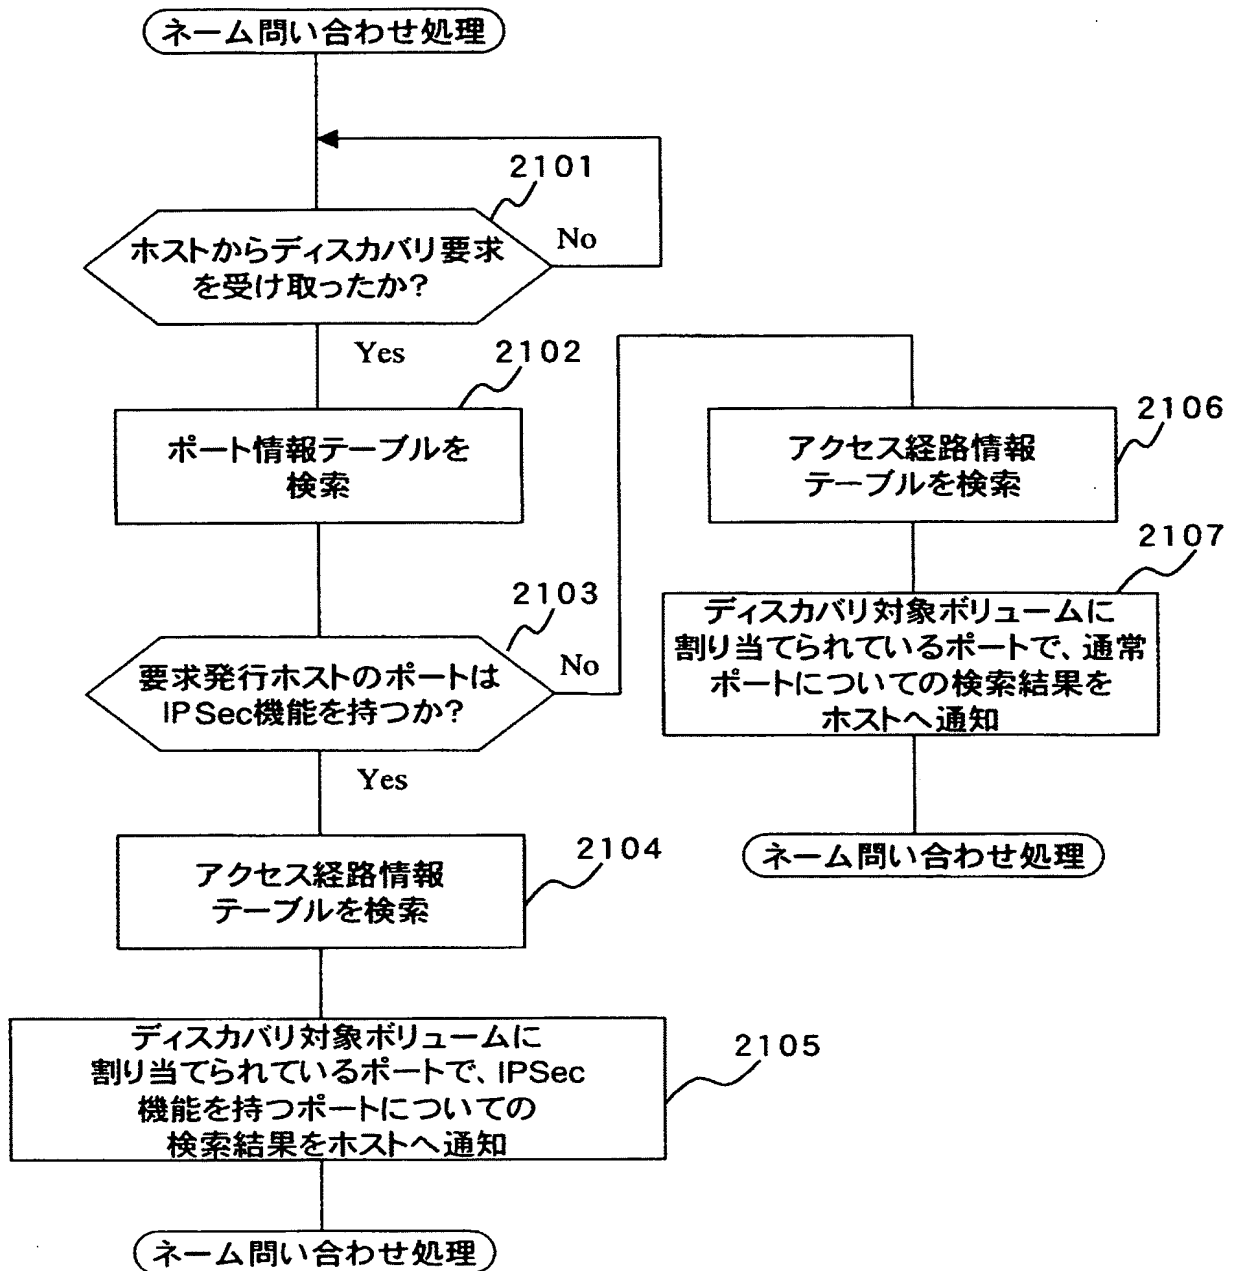 ネーム問い合わせ処理
2101
ホストからディスカバリ要求
を受け取ったか?
No
Yes
2102
ポート情報テーブルを
検索
2103
要求発行ホストのポートは
IPSec機能を持つか?
No
Yes
2104
アクセス経路情報
テーブルを検索
2105
ディスカバリ対象ボリュームに
割り当てられているポートで、IPSec
機能を持つポートについての
検索結果をホストへ通知
ネーム問い合わせ処理
2106
アクセス経路情報
テーブルを検索
2107
ディスカバリ対象ボリュームに
割り当てられているポートで、通常
ポートについての検索結果を
ホストへ通知
ネーム問い合わせ処理